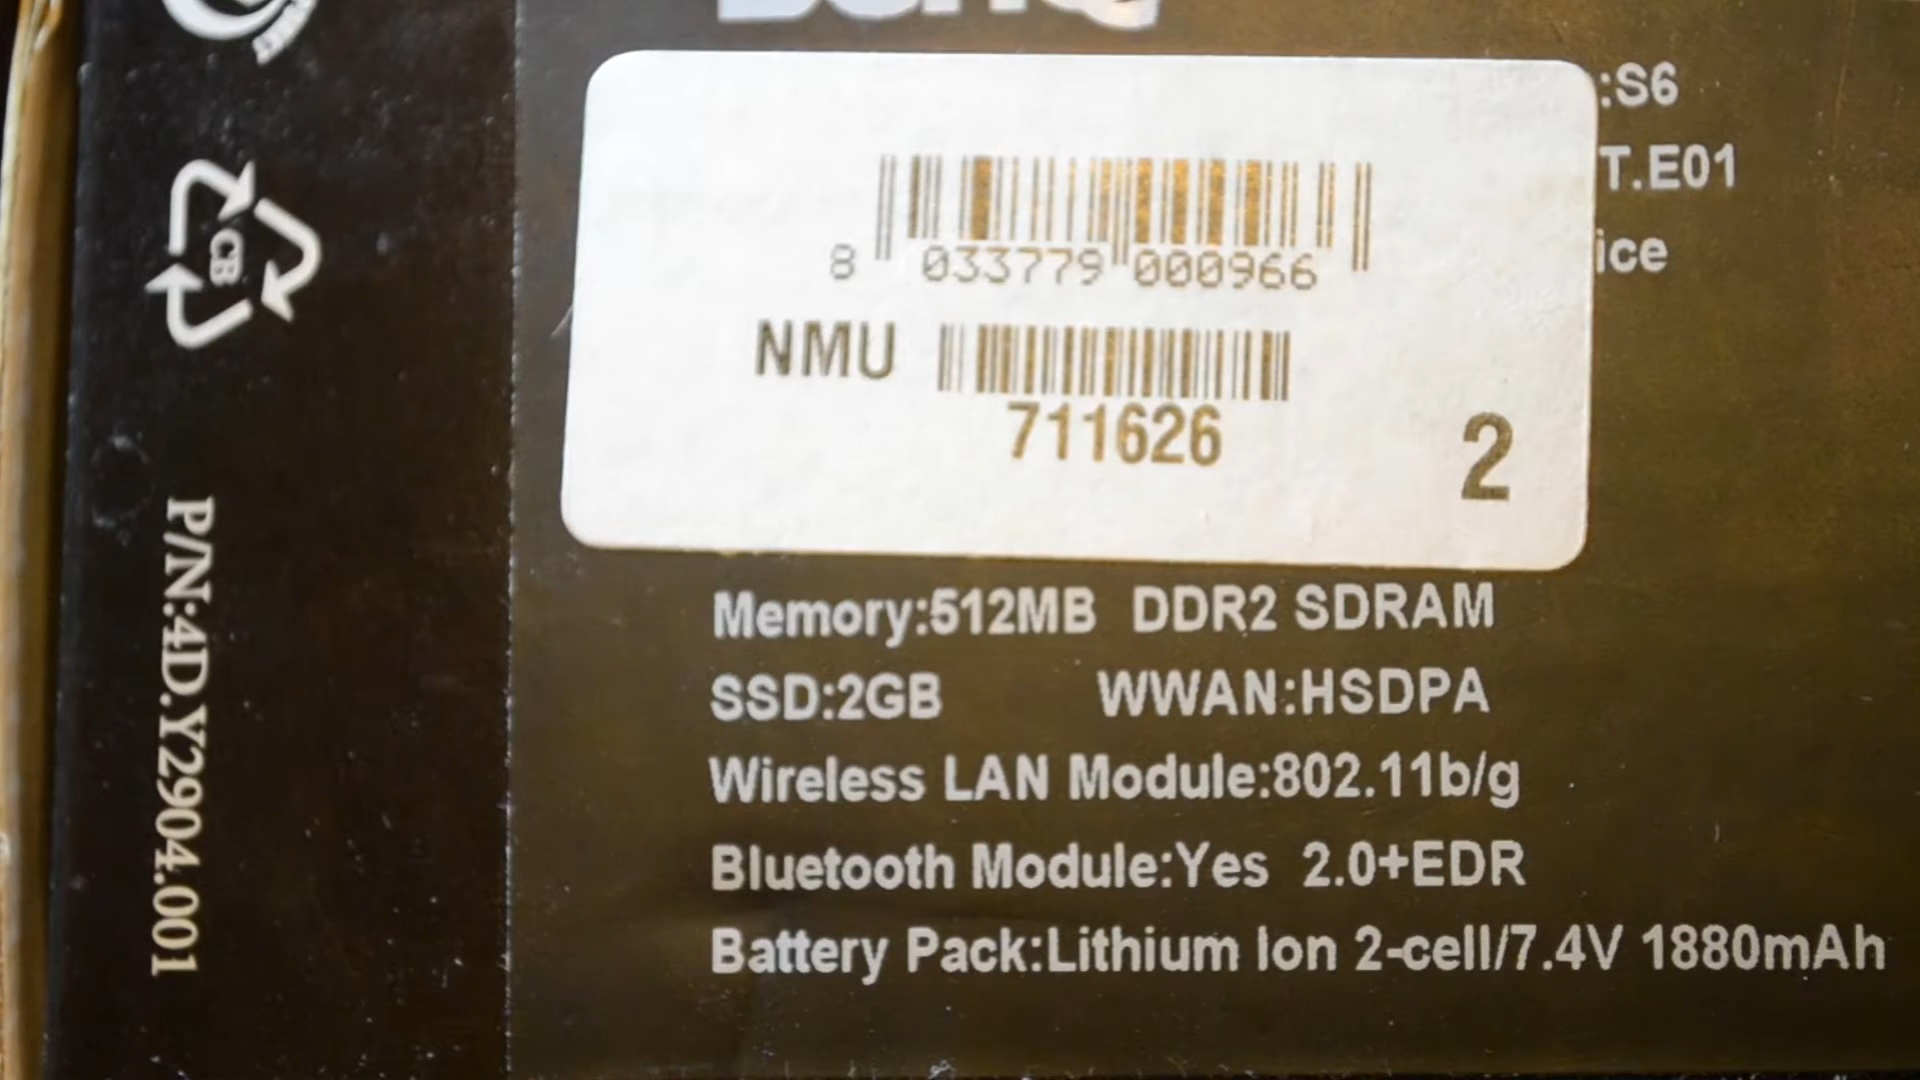 BenQ
:S6
T.E01
ice
8 033779 000966
NMU
711626
2
Memory:512MB DDR2 SDRAM
SSD:2GB WWAN:HSDPA
Wireless LAN Module:802.11b/g
Bluetooth Module:Yes 2.0+EDR
Battery Pack:Lithium Ion 2-cell/7.4V 1880mAh
CB
P/N:4D.Y2904.001